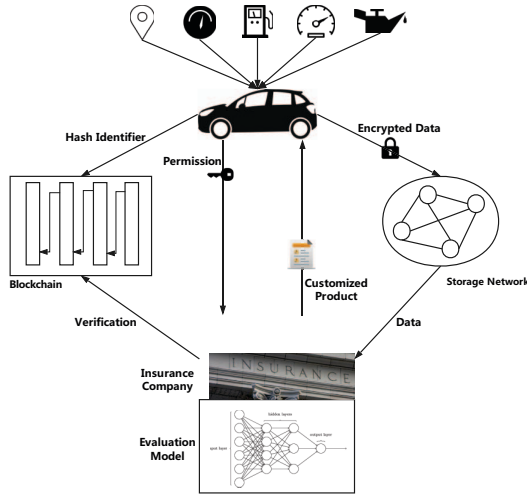 Hash Identifier
Encrypted Data
Permission
Blockchain
Customized
Product
Storage Network
Verification
Data
Insurance
Company
INSURANCE
Evaluation
Model
hidden layers
output layer
input layer